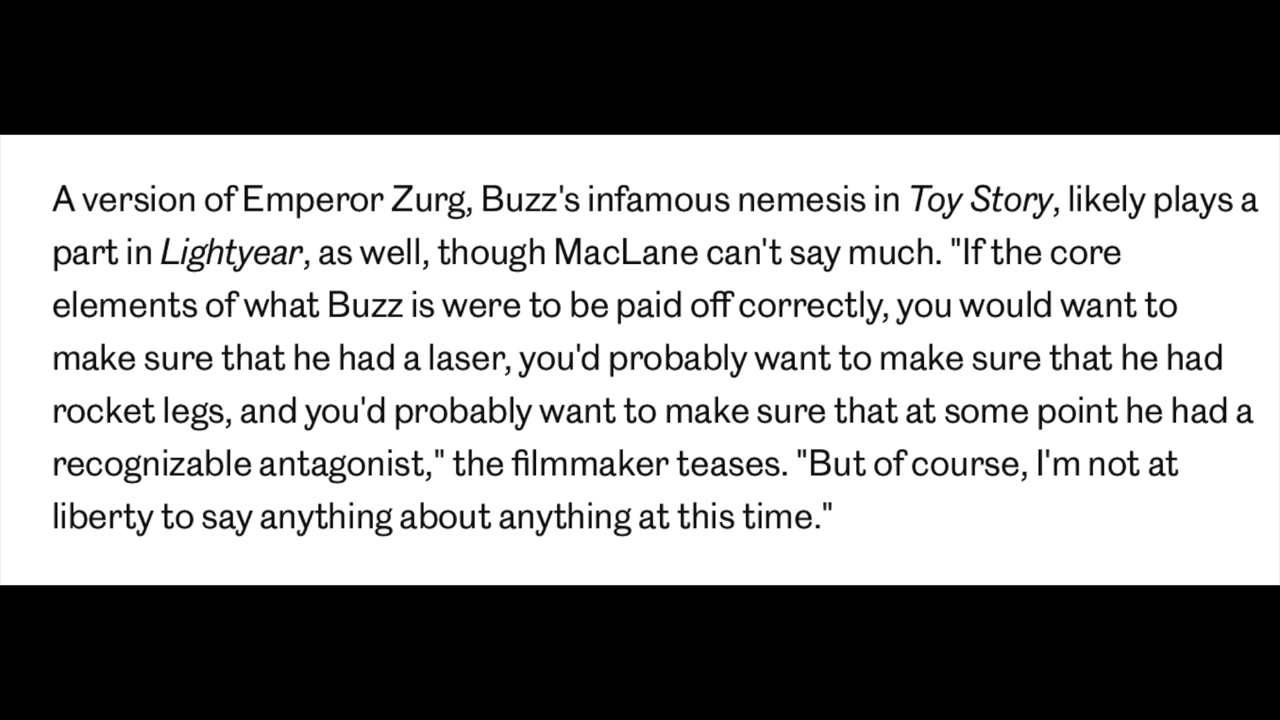 A version of Emperor Zurg, Buzz's infamous nemesis in Toy Story, likely plays a
part in Lightyear, as well, though MacLane can't say much. "If the core
elements of what Buzz is were to be paid off correctly, you would want to
make sure that he had a laser, you'd probably want to make sure that he had
rocket legs, and you'd probably want to make sure that at some point he had a
recognizable antagonist," the filmmaker teases. "But of course, I'm not at
liberty to say anything about anything at this time."